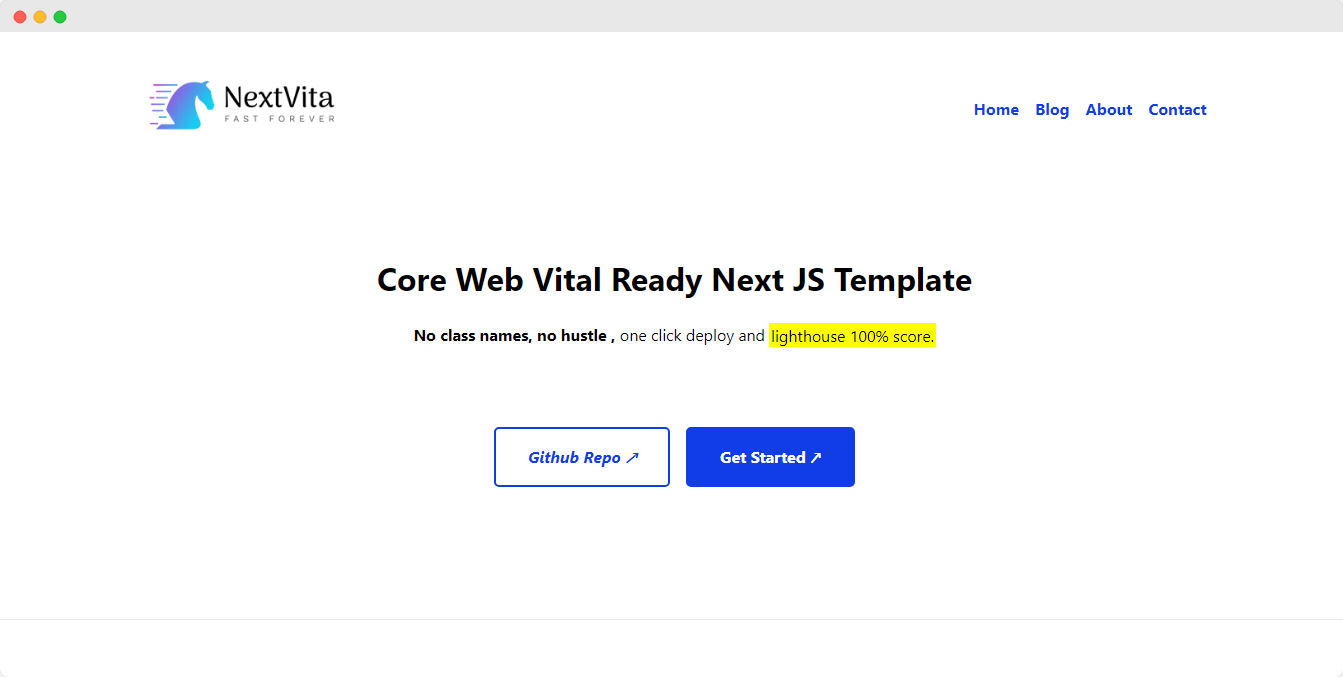 NextVita
FAST FOREVER
Home Blog About Contact
Core Web Vital Ready Next JS Template
No class names, no hustle , one click deploy and lighthouse 100% score.
Github Repo ↗ Get Started ↗